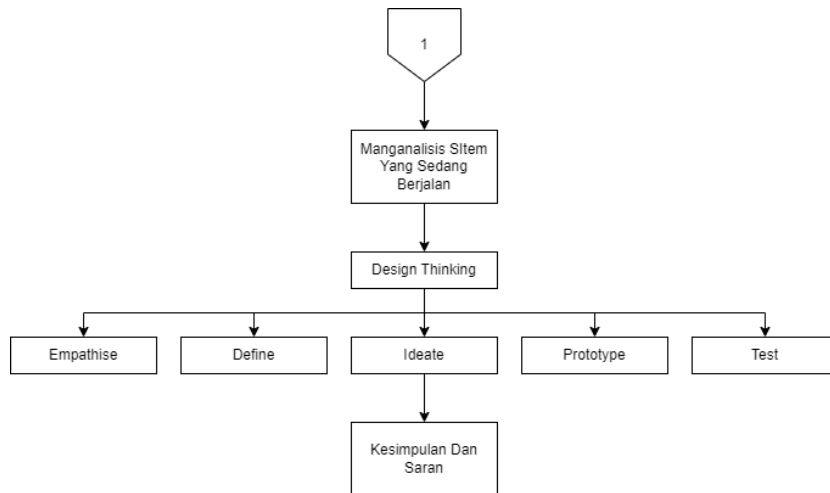 1
Manganalisis SItem
Yang Sedang
Berjalan
Design Thinking
Empathise
Define
Ideate
Prototype
Test
Kesimpulan Dan
Saran